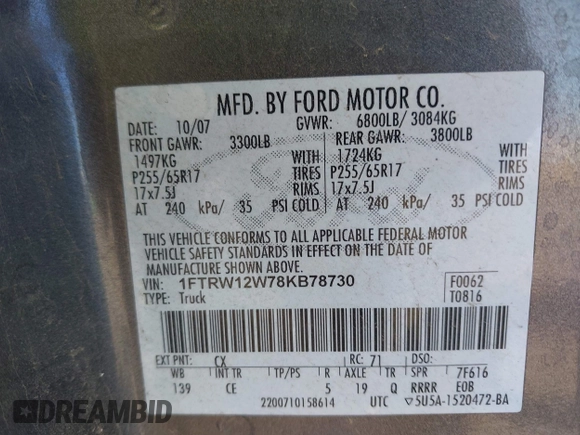 MFD. BY FORD MOTOR CO.
DATE: 10/07 GVWR: 6800LB/ 3084KG
FRONT GAWR: 3300LB REAR GAWR: 3800LB
1497KG WITH 1724KG WITH
P255/65R17 TIRES P255/65R17 TIRES
17x7.5J RIMS 17x7.5J RIMS
AT 240 kPa/ 35 PSI COLD AT 240 kPa/ 35 PSI COLD
THIS VEHICLE CONFORMS TO ALL APPLICABLE FEDERAL MOTOR
VEHICLE SAFETY STANDARDS IN EFFECT ON THE DATE OF
MANUFACTURE SHOWN ABOVE.
VIN: 1FTRW12W78KB78730 F0062
TYPE: Truck T0816
EXT PNT: CX RC: 71 DSO:
WB INT TR TP/PS R AXLE TR SPR 7F616
139 CE 5 19 Q RRRR EOB
2200710158614 UTC 5U5A-1520472-BA
Ford
AUTO RECORD